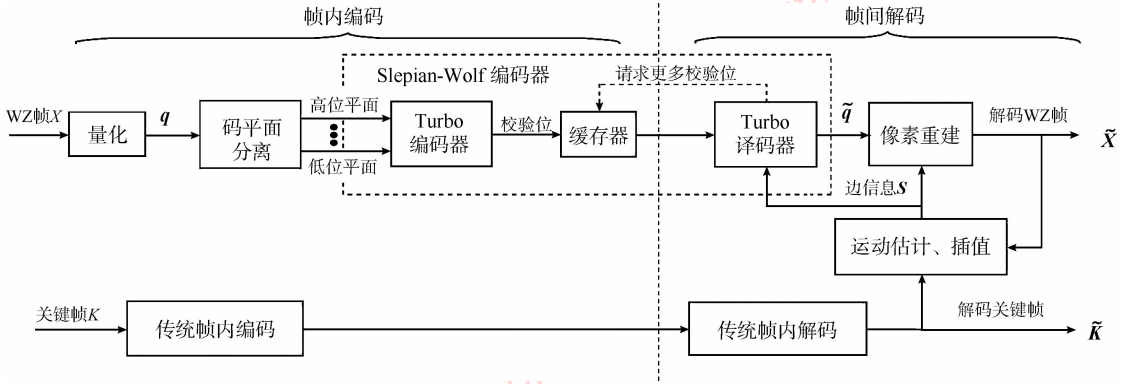 帧内编码
帧间解码
Slepian-Wolf 编码器
请求更多校验位
WZ帧X
量化
q
码平面
分离
高位平面
低位平面
Turbo
编码器
校验位
缓存器
Turbo
译码器
q̃
像素重建
解码WZ帧
X̃
边信息S
运动估计、插值
关键帧K
传统帧内编码
传统帧内解码
解码关键帧
K̃